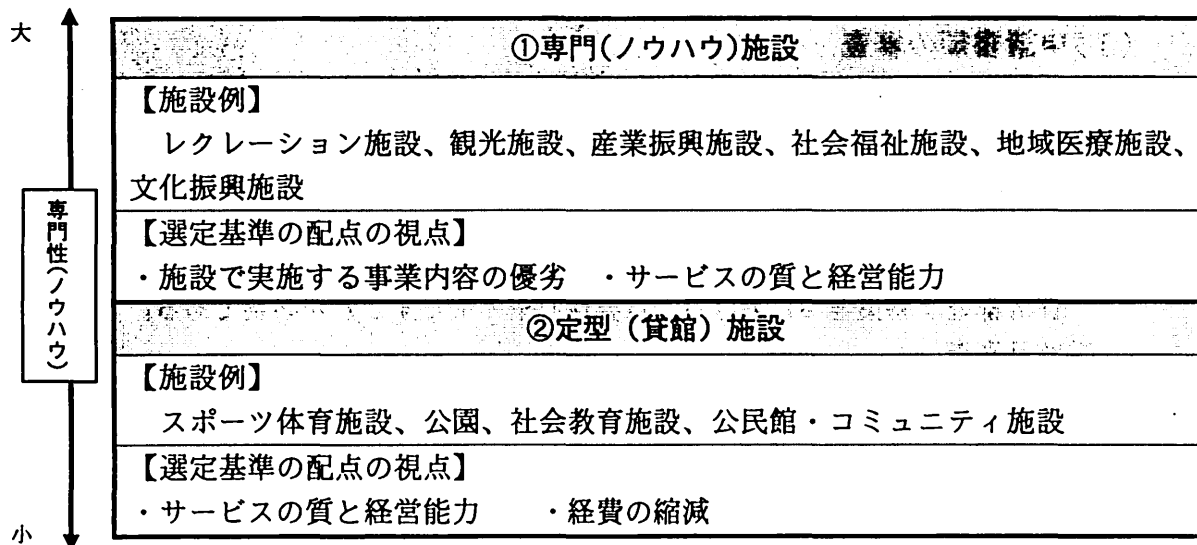 大
①専門(ノウハウ)施設
【施設例】
レクレーション施設、観光施設、産業振興施設、社会福祉施設、地域医療施設、
文化振興施設
【選定基準の配点の視点】
・施設で実施する事業内容の優劣 ・サービスの質と経営能力
専門性(ノウハウ)
②定型（貸館）施設
【施設例】
スポーツ体育施設、公園、社会教育施設、公民館・コミュニティ施設
【選定基準の配点の視点】
・サービスの質と経営能力 ・経費の縮減
小